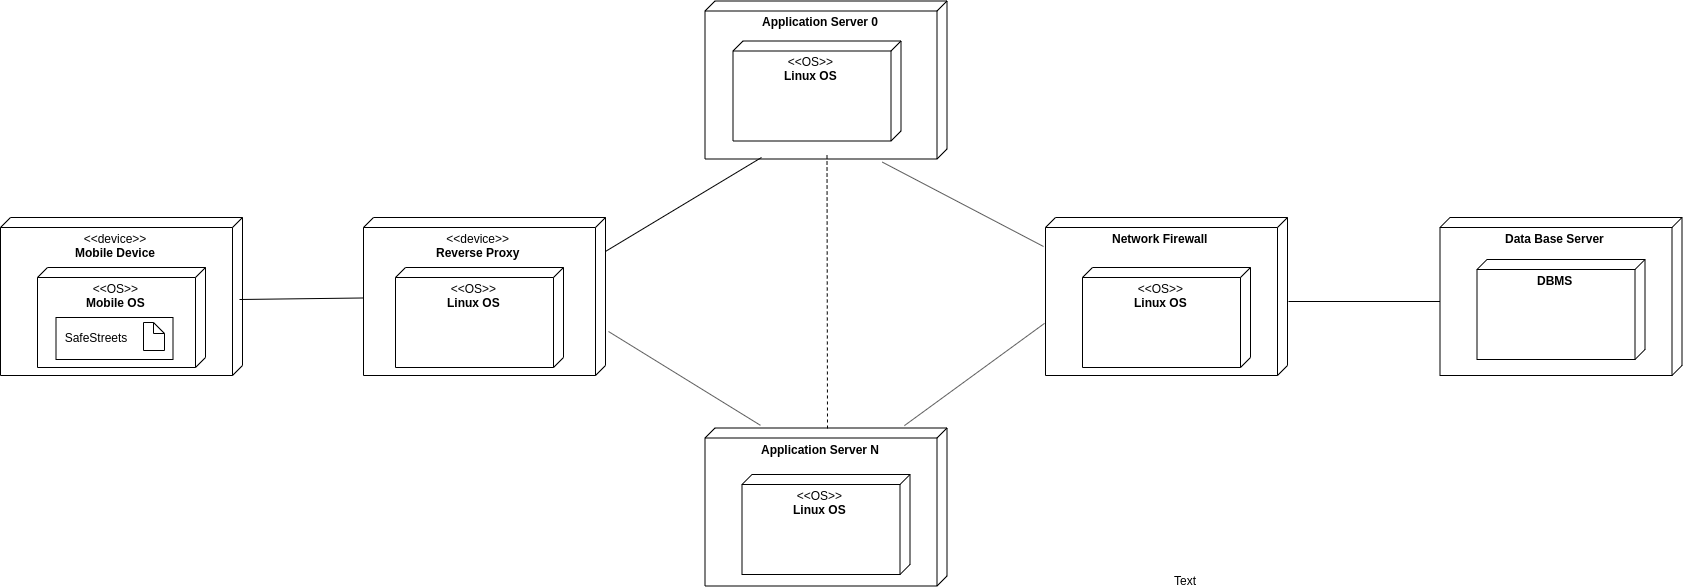 Application Server 0
<<OS>>
Linux OS
<<device>>
Mobile Device
<<OS>>
Mobile OS
SafeStreets
<<device>>
Reverse Proxy
<<OS>>
Linux OS
Network Firewall
<<OS>>
Linux OS
Data Base Server
DBMS
Application Server N
<<OS>>
Linux OS
Text